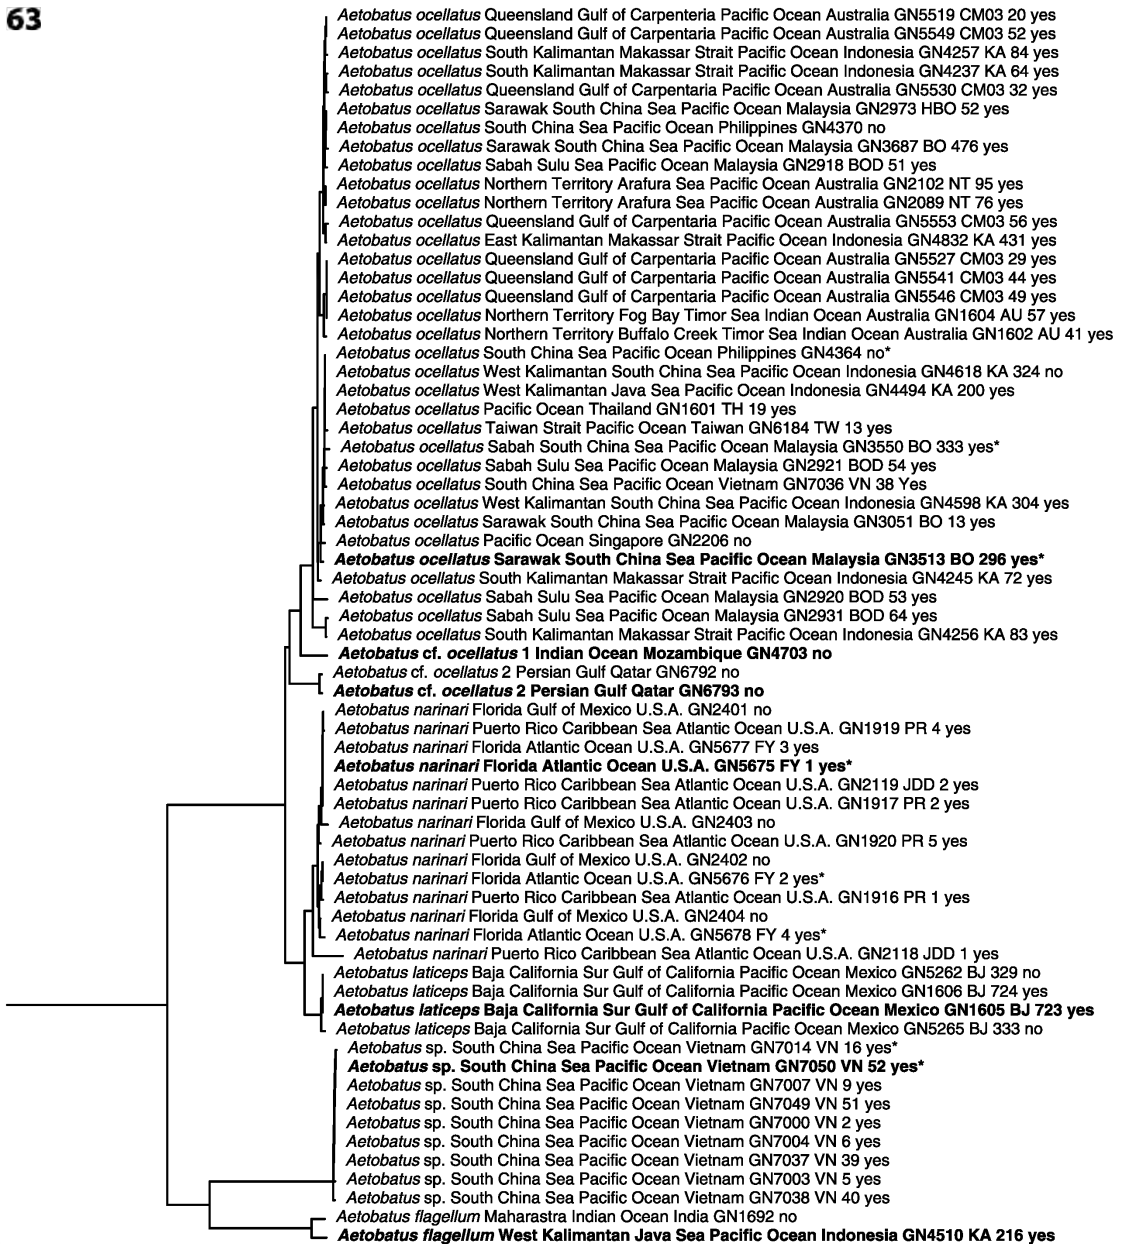 63
Aetobatus ocellatus Queensland Gulf of Carpenteria Pacific Ocean Australia GN5519 CM03 20 yes
Aetobatus ocellatus Queensland Gulf of Carpentaria Pacific Ocean Australia GN5549 CM03 52 yes
Aetobatus ocellatus South Kalimantan Makassar Strait Pacific Ocean Indonesia GN4257 KA 84 yes
Aetobatus ocellatus South Kalimantan Makassar Strait Pacific Ocean Indonesia GN4237 KA 64 yes
Aetobatus ocellatus Queensland Gulf of Carpentaria Pacific Ocean Australia GN5530 CM03 32 yes
Aetobatus ocellatus Sarawak South China Sea Pacific Ocean Malaysia GN2973 HBO 52 yes
Aetobatus ocellatus South China Sea Pacific Ocean Philippines GN4370 no
Aetobatus ocellatus Sarawak South China Sea Pacific Ocean Malaysia GN3687 BO 476 yes
Aetobatus ocellatus Sabah Sulu Sea Pacific Ocean Malaysia GN2918 BOD 51 yes
Aetobatus ocellatus Northern Territory Arafura Sea Pacific Ocean Australia GN2102 NT 95 yes
Aetobatus ocellatus Northern Territory Arafura Sea Pacific Ocean Australia GN2089 NT 76 yes
Aetobatus ocellatus Queensland Gulf of Carpentaria Pacific Ocean Australia GN5553 CM03 56 yes
Aetobatus ocellatus East Kalimantan Makassar Strait Pacific Ocean Indonesia GN4832 KA 431 yes
Aetobatus ocellatus Queensland Gulf of Carpentaria Pacific Ocean Australia GN5527 CM03 29 yes
Aetobatus ocellatus Queensland Gulf of Carpentaria Pacific Ocean Australia GN5541 CM03 44 yes
Aetobatus ocellatus Queensland Gulf of Carpentaria Pacific Ocean Australia GN5546 CM03 49 yes
Aetobatus ocellatus Northern Territory Fog Bay Timor Sea Indian Ocean Australia GN1604 AU 57 yes
Aetobatus ocellatus Northern Territory Buffalo Creek Timor Sea Indian Ocean Australia GN1602 AU 41 yes
Aetobatus ocellatus South China Sea Pacific Ocean Philippines GN4364 no*
Aetobatus ocellatus West Kalimantan South China Sea Pacific Ocean Indonesia GN4618 KA 324 no
Aetobatus ocellatus West Kalimantan Java Sea Pacific Ocean Indonesia GN4494 KA 200 yes
Aetobatus ocellatus Pacific Ocean Thailand GN1601 TH 19 yes
Aetobatus ocellatus Taiwan Strait Pacific Ocean Taiwan GN6184 TW 13 yes
Aetobatus ocellatus Sabah South China Sea Pacific Ocean Malaysia GN3550 BO 333 yes*
Aetobatus ocellatus Sabah Sulu Sea Pacific Ocean Malaysia GN2921 BOD 54 yes
Aetobatus ocellatus South China Sea Pacific Ocean Vietnam GN7036 VN 38 Yes
Aetobatus ocellatus West Kalimantan South China Sea Pacific Ocean Indonesia GN4598 KA 304 yes
Aetobatus ocellatus Sarawak South China Sea Pacific Ocean Malaysia GN3051 BO 13 yes
Aetobatus ocellatus Pacific Ocean Singapore GN2206 no
Aetobatus ocellatus Sarawak South China Sea Pacific Ocean Malaysia GN3513 BO 296 yes*
Aetobatus ocellatus South Kalimantan Makassar Strait Pacific Ocean Indonesia GN4245 KA 72 yes
Aetobatus ocellatus Sabah Sulu Sea Pacific Ocean Malaysia GN2920 BOD 53 yes
Aetobatus ocellatus Sabah Sulu Sea Pacific Ocean Malaysia GN2931 BOD 64 yes
Aetobatus ocellatus South Kalimantan Makassar Strait Pacific Ocean Indonesia GN4256 KA 83 yes
Aetobatus cf. ocellatus 1 Indian Ocean Mozambique GN4703 no
Aetobatus cf. ocellatus 2 Persian Gulf Qatar GN6792 no
Aetobatus cf. ocellatus 2 Persian Gulf Qatar GN6793 no
Aetobatus narinari Florida Gulf of Mexico U.S.A. GN2401 no
Aetobatus narinari Puerto Rico Caribbean Sea Atlantic Ocean U.S.A. GN1919 PR 4 yes
Aetobatus narinari Florida Atlantic Ocean U.S.A. GN5677 FY 3 yes
Aetobatus narinari Florida Atlantic Ocean U.S.A. GN5675 FY 1 yes*
Aetobatus narinari Puerto Rico Caribbean Sea Atlantic Ocean U.S.A. GN2119 JDD 2 yes
Aetobatus narinari Puerto Rico Caribbean Sea Atlantic Ocean U.S.A. GN1917 PR 2 yes
Aetobatus narinari Florida Gulf of Mexico U.S.A. GN2403 no
Aetobatus narinari Puerto Rico Caribbean Sea Atlantic Ocean U.S.A. GN1920 PR 5 yes
Aetobatus narinari Florida Gulf of Mexico U.S.A. GN2402 no
Aetobatus narinari Florida Atlantic Ocean U.S.A. GN5676 FY 2 yes*
Aetobatus narinari Puerto Rico Caribbean Sea Atlantic Ocean U.S.A. GN1916 PR 1 yes
Aetobatus narinari Florida Gulf of Mexico U.S.A. GN2404 no
Aetobatus narinari Florida Atlantic Ocean U.S.A. GN5678 FY 4 yes*
Aetobatus narinari Puerto Rico Caribbean Sea Atlantic Ocean U.S.A. GN2118 JDD 1 yes
Aetobatus laticeps Baja California Sur Gulf of California Pacific Ocean Mexico GN5262 BJ 329 no
Aetobatus laticeps Baja California Sur Gulf of California Pacific Ocean Mexico GN1606 BJ 724 yes
Aetobatus laticeps Baja California Sur Gulf of California Pacific Ocean Mexico GN1605 BJ 723 yes
Aetobatus laticeps Baja California Sur Gulf of California Pacific Ocean Mexico GN5265 BJ 333 no
Aetobatus sp. South China Sea Pacific Ocean Vietnam GN7014 VN 16 yes*
Aetobatus sp. South China Sea Pacific Ocean Vietnam GN7050 VN 52 yes*
Aetobatus sp. South China Sea Pacific Ocean Vietnam GN7007 VN 9 yes
Aetobatus sp. South China Sea Pacific Ocean Vietnam GN7049 VN 51 yes
Aetobatus sp. South China Sea Pacific Ocean Vietnam GN7000 VN 2 yes
Aetobatus sp. South China Sea Pacific Ocean Vietnam GN7004 VN 6 yes
Aetobatus sp. South China Sea Pacific Ocean Vietnam GN7037 VN 39 yes
Aetobatus sp. South China Sea Pacific Ocean Vietnam GN7003 VN 5 yes
Aetobatus sp. South China Sea Pacific Ocean Vietnam GN7038 VN 40 yes
Aetobatus flagellum Maharastra Indian Ocean India GN1692 no
Aetobatus flagellum West Kalimantan Java Sea Pacific Ocean Indonesia GN4510 KA 216 yes